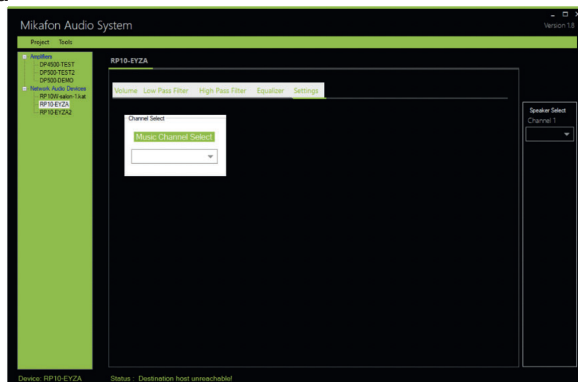 Mikafon Audio System
Version 1.8
Project Tools
Amplifiers
DP4500-TEST
DP500-TEST2
DP500-DEMO
Network Audio Devices
RP10W-salon-1.kat
RP10-EYZA
RP10-EYZA2
RP10-EYZA
Volume Low Pass Filter High Pass Filter Equalizer Settings
Channel Select
Music Channel Select
Speaker Select
Channel 1
Device: RP10-EYZA
Status : Destination host unreachable!